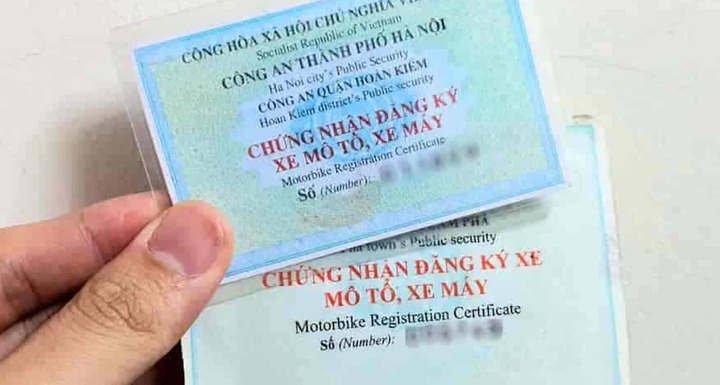 CỘNG HÒA XÃ HỘI CHỦ NGHĨA
Socialist Republic of Vietnam
CÔNG AN THÀNH PHỐ HÀ NỘI
Ha Noi city's Public Security
CÔNG AN QUẬN HOÀN KIẾM
Hoan Kiem district's Public security
CHỨNG NHẬN ĐĂNG KÝ
XE MÔ TÔ, XE MÁY
Motorbike Registration Certificate
Số (Number):
PHẢ
town's Public security
CHỨNG NHẬN ĐĂNG KÝ XE
MÔ TÔ, XE MÁY
Motorbike Registration Certificate
Số (Number):